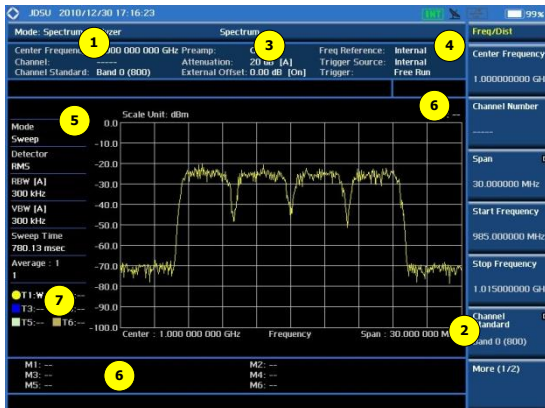 JDSU 2010/12/30 17:16:23 INT 99%
Mode: Spectrum Spectrum Freq/Dist
Center Frequency 000 000 GHz Preamp: Freq Reference: Internal
Channel: ----- Attenuation: 20 dB [A] Trigger Source: Internal
Channel Standard: Band 0 (800) External Offset: 0.00 dB [On] Trigger: Free Run
1
3
4
Center Frequency
1.000000000 GHz
Channel Number
-----
Span
30.000000 MHz
Start Frequency
985.000000 MHz
Stop Frequency
1.015000000 GH
Channel Standard
Band 0 (800)
More (1/2)
5
6
Mode
Sweep
Detector
RMS
RBW [A]
300 kHz
VBW [A]
300 kHz
Sweep Time
780.13 msec
Average : 1
1
T1:W --
T3: --
T5:-- T6:--
7
Scale Unit: dBm --
0.0
-10.0
-20.0
-30.0
-40.0
-50.0
-60.0
-70.0
-80.0
-90.0
-100.0
Center : 1.000 000 000 GHz Frequency Span : 30.000 000 M
2
M1: -- M2: --
M3: -- M4: --
M5: -- M6: --
6